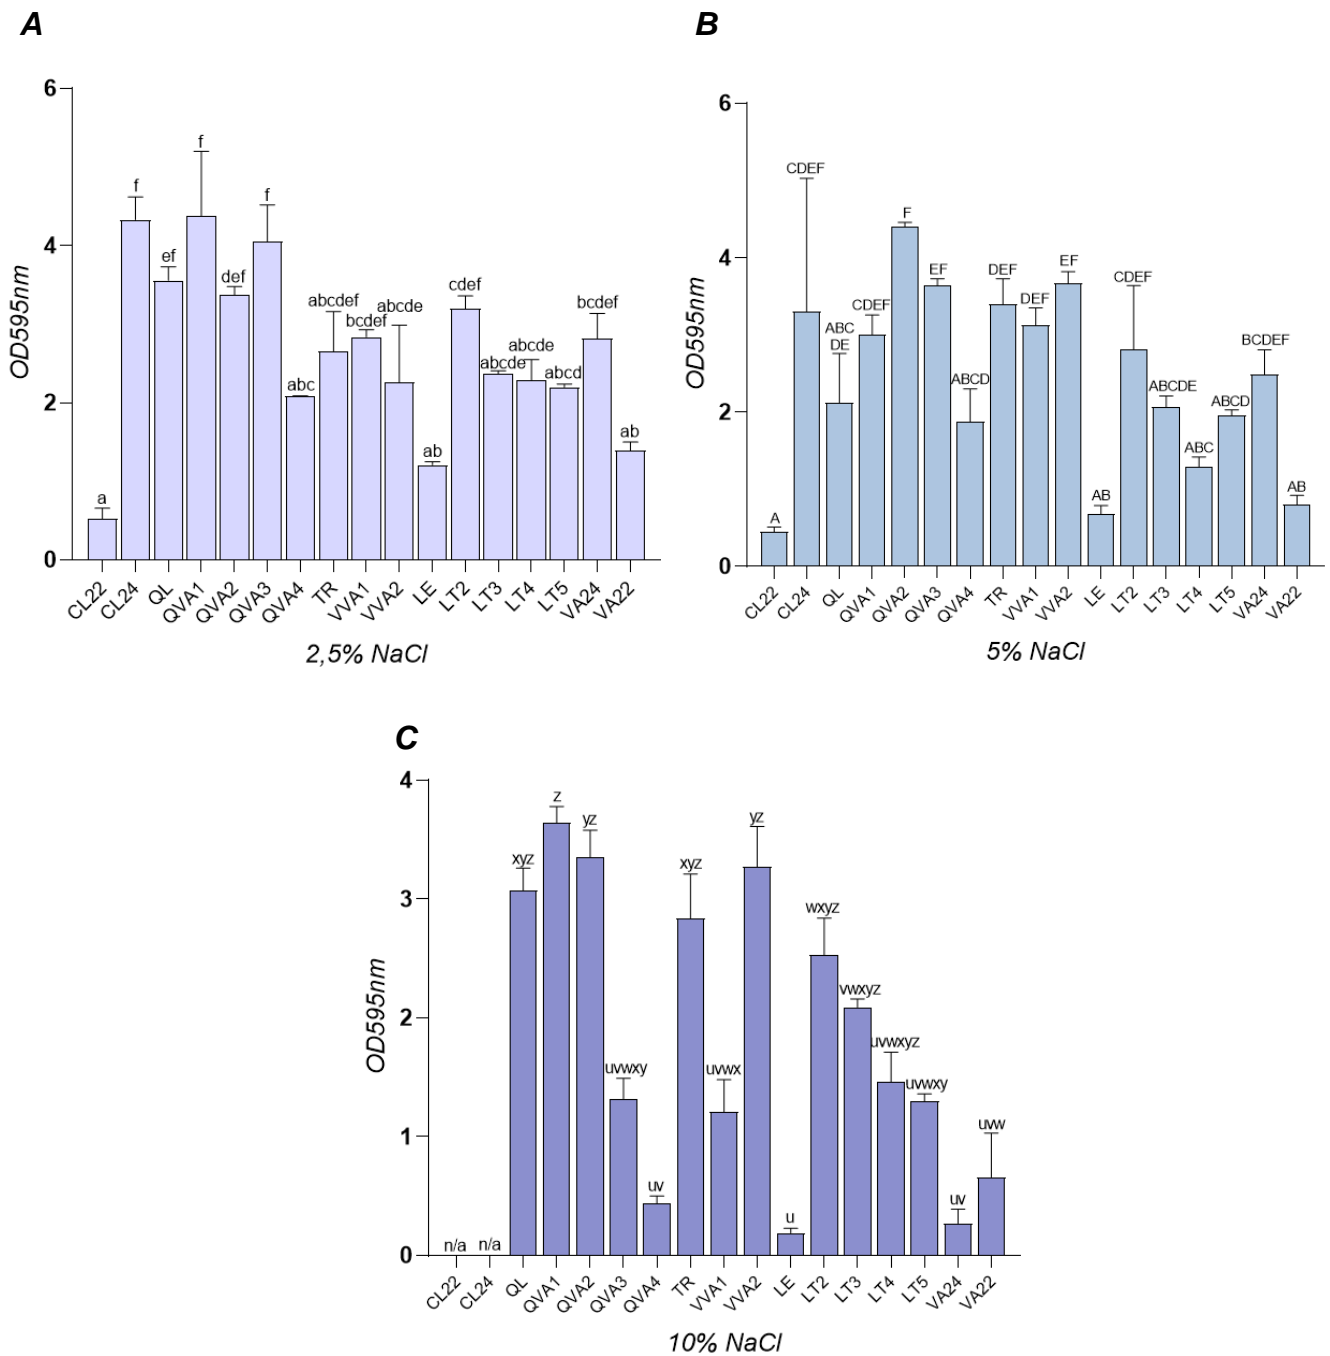 A
6
4
2
0
OD595nm
a
f
ef
f
def
f
abc
abcdef
bcdef
abcde
ab
cdef
abcde
abcde
abcd
bcdef
ab
CL22 CL24 QL QVA1 QVA2 QVA3 QVA4 TR VVA1 VVA2 LE LT2 LT3 LT4 LT5 VA24 VA22
2,5% NaCl
B
6
4
2
0
OD595nm
A
CDEF
ABC
DE
CDEF
F
EF
ABCD
DEF
DEF
EF
AB
CDEF
ABCDE
ABC
ABCD
BCDEF
AB
CL22 CL24 QL QVA1 QVA2 QVA3 QVA4 TR VVA1 VVA2 LE LT2 LT3 LT4 LT5 VA24 VA22
5% NaCl
C
4
3
2
1
0
OD595nm
n/a
n/a
xyz
z
yz
uvwxy
uv
xyz
uvwx
yz
u
wxyz
vwxyz
uvwxyz
uvwxy
uv
uvw
CL22 CL24 QL QVA1 QVA2 QVA3 QVA4 TR VVA1 VVA2 LE LT2 LT3 LT4 LT5 VA24 VA22
10% NaCl